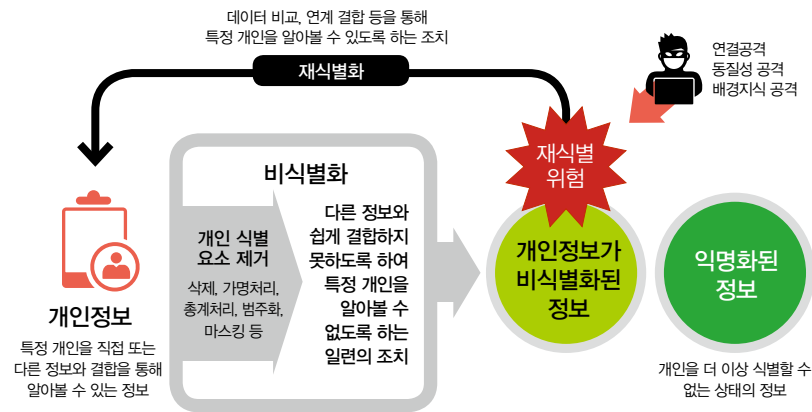 데이터 비교, 연계 결합 등을 통해
특정 개인을 알아볼 수 있도록 하는 조치
재식별화
연결공격
동질성 공격
배경지식 공격
재식별
위험
비식별화
개인 식별
요소 제거
삭제, 가명처리,
총계처리, 범주화,
마스킹 등
다른 정보와
쉽게 결합하지
못하도록 하여
특정 개인을
알아볼 수
없도록 하는
일련의 조치
개인정보가
비식별화된
정보
익명화된
정보
개인정보
특정 개인을 직접 또는
다른 정보와 결합을 통해
알아볼 수 있는 정보
개인을 더 이상 식별할 수
없는 상태의 정보